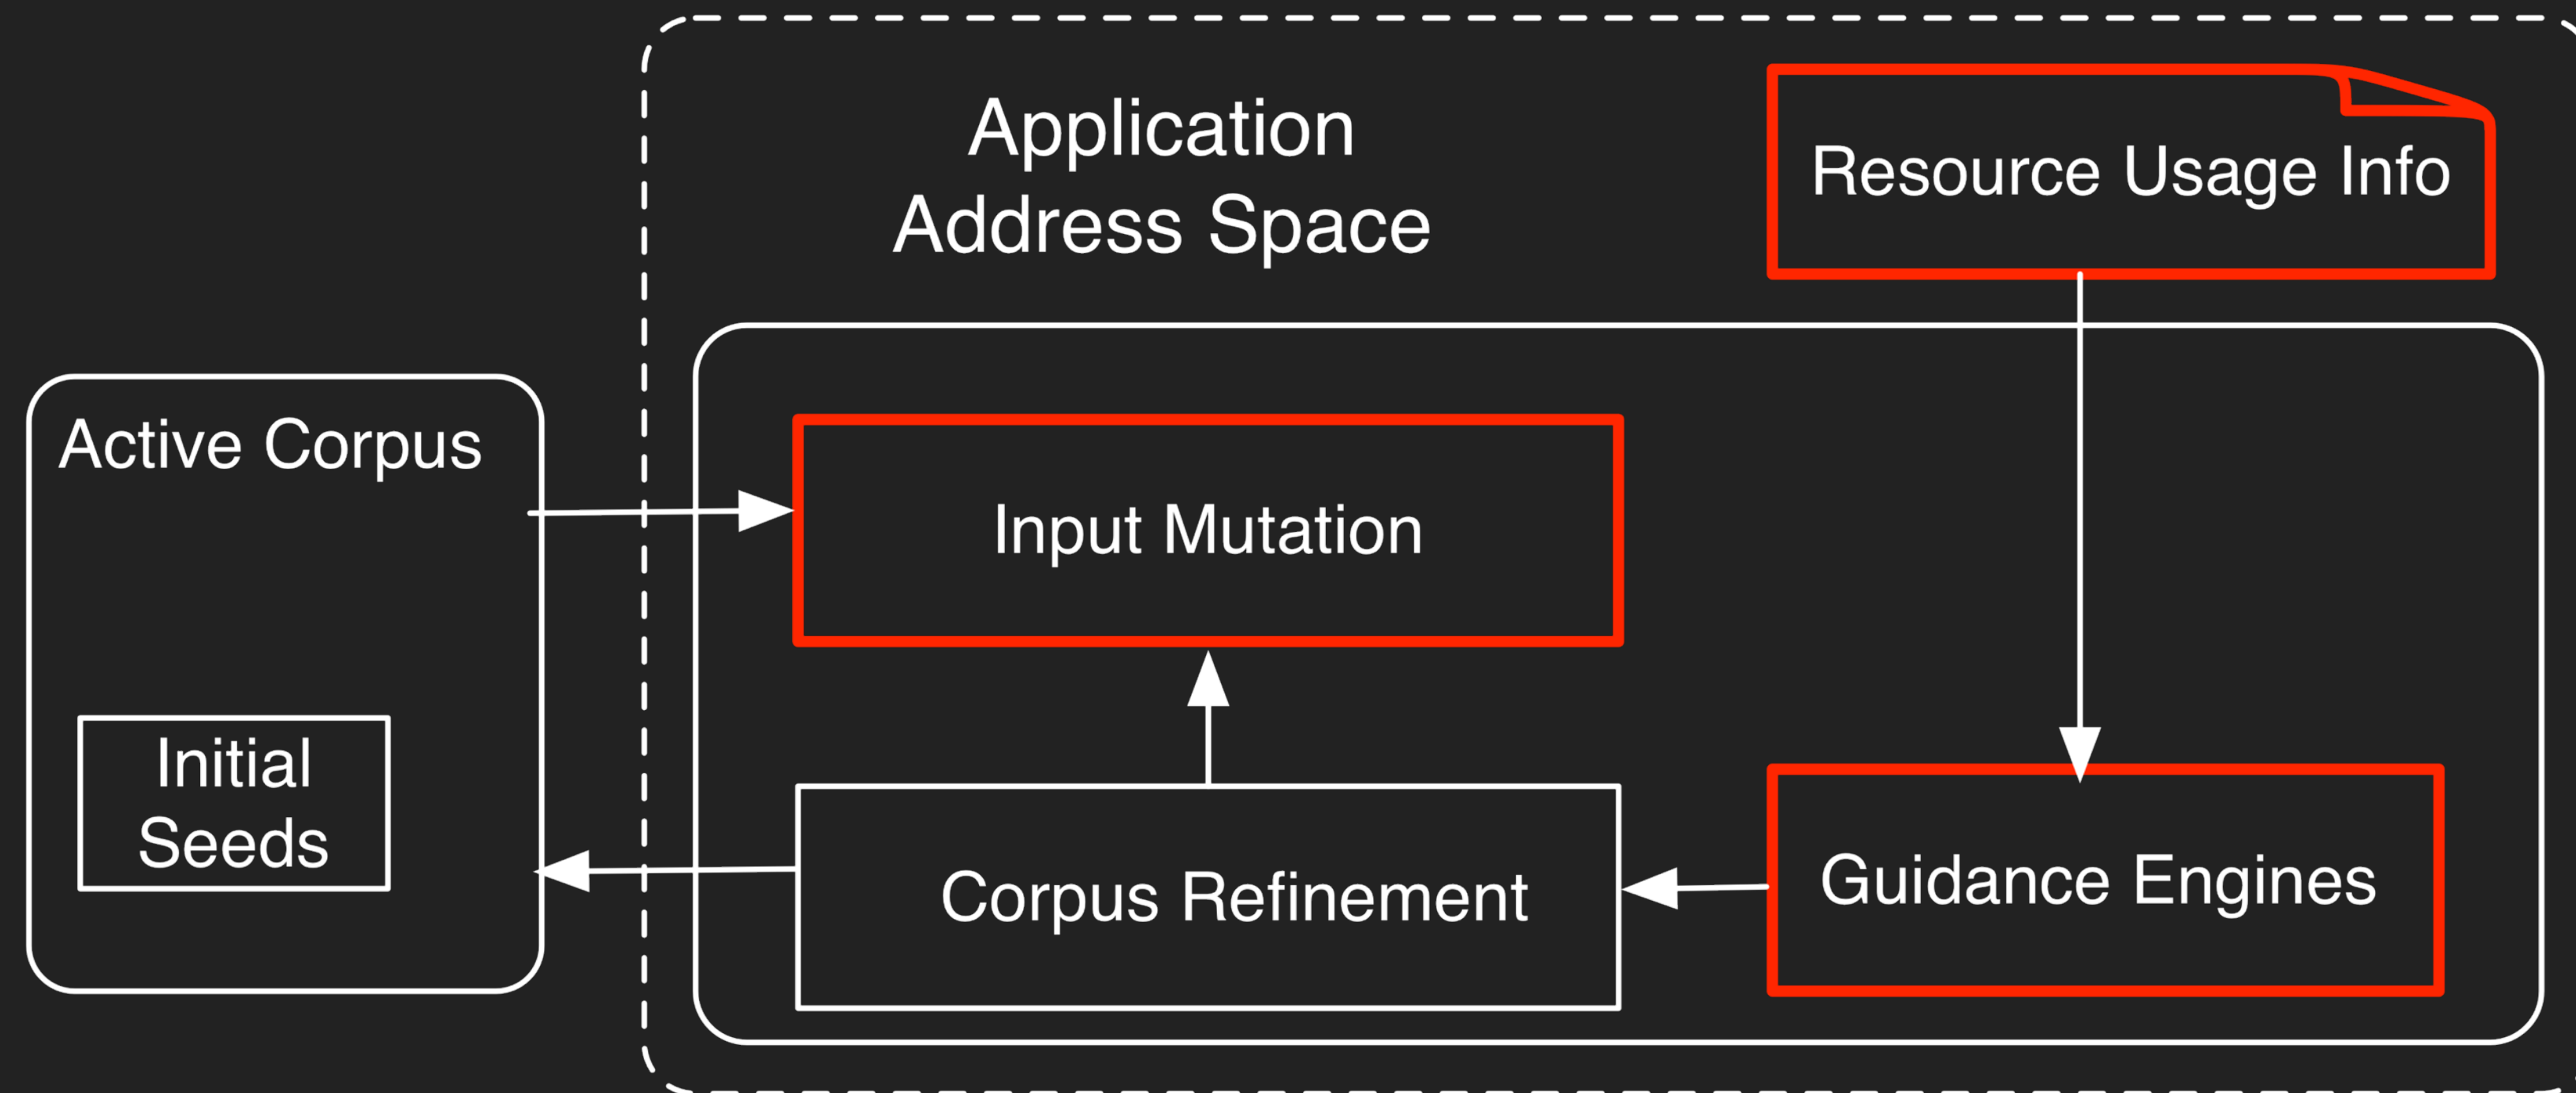 Application
Address Space
Resource Usage Info
Active Corpus
Input Mutation
Initial
Seeds
Corpus Refinement
Guidance Engines